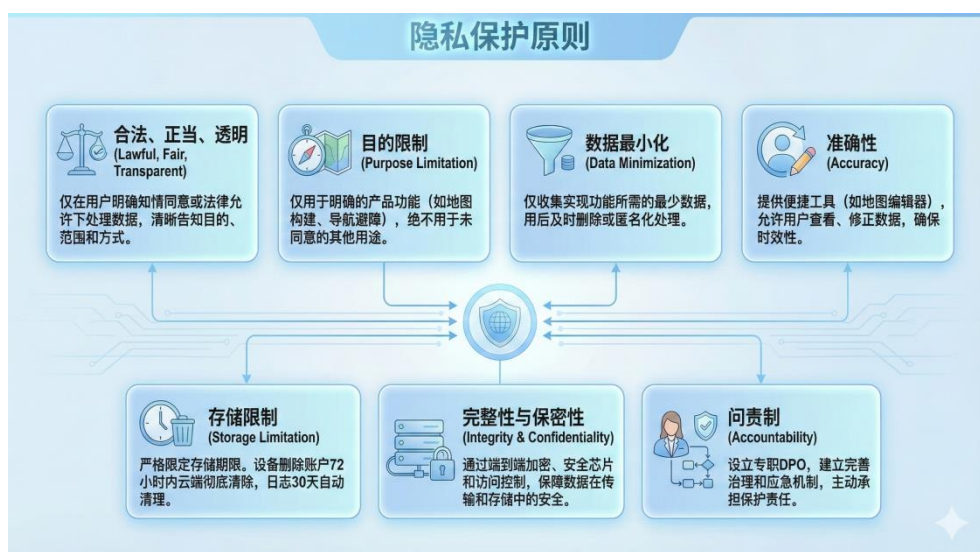 隐私保护原则
合法、正当、透明
(Lawful, Fair,
Transparent)
仅在用户明确知情同意或法律允
许下处理数据，清晰告知目的、
范围和方式。
目的限制
(Purpose Limitation)
仅用于明确的产品功能（如地图
构建、导航避障），绝不用于未
同意的其他用途。
数据最小化
(Data Minimization)
仅收集实现功能所需的最少数据，
用后及时删除或匿名化处理。
准确性
(Accuracy)
提供便捷工具（如地图编辑器），
允许用户查看、修正数据，确保
时效性。
存储限制
(Storage Limitation)
严格限定存储期限。设备删除账户72
小时内云端彻底清除，日志30天自动
清理。
完整性与保密性
(Integrity & Confidentiality)
通过端到端加密、安全芯片
和访问控制，保障数据在传
输和存储中的安全。
问责制
(Accountability)
设立专职DPO，建立完善
治理和应急机制，主动承
担保护责任。